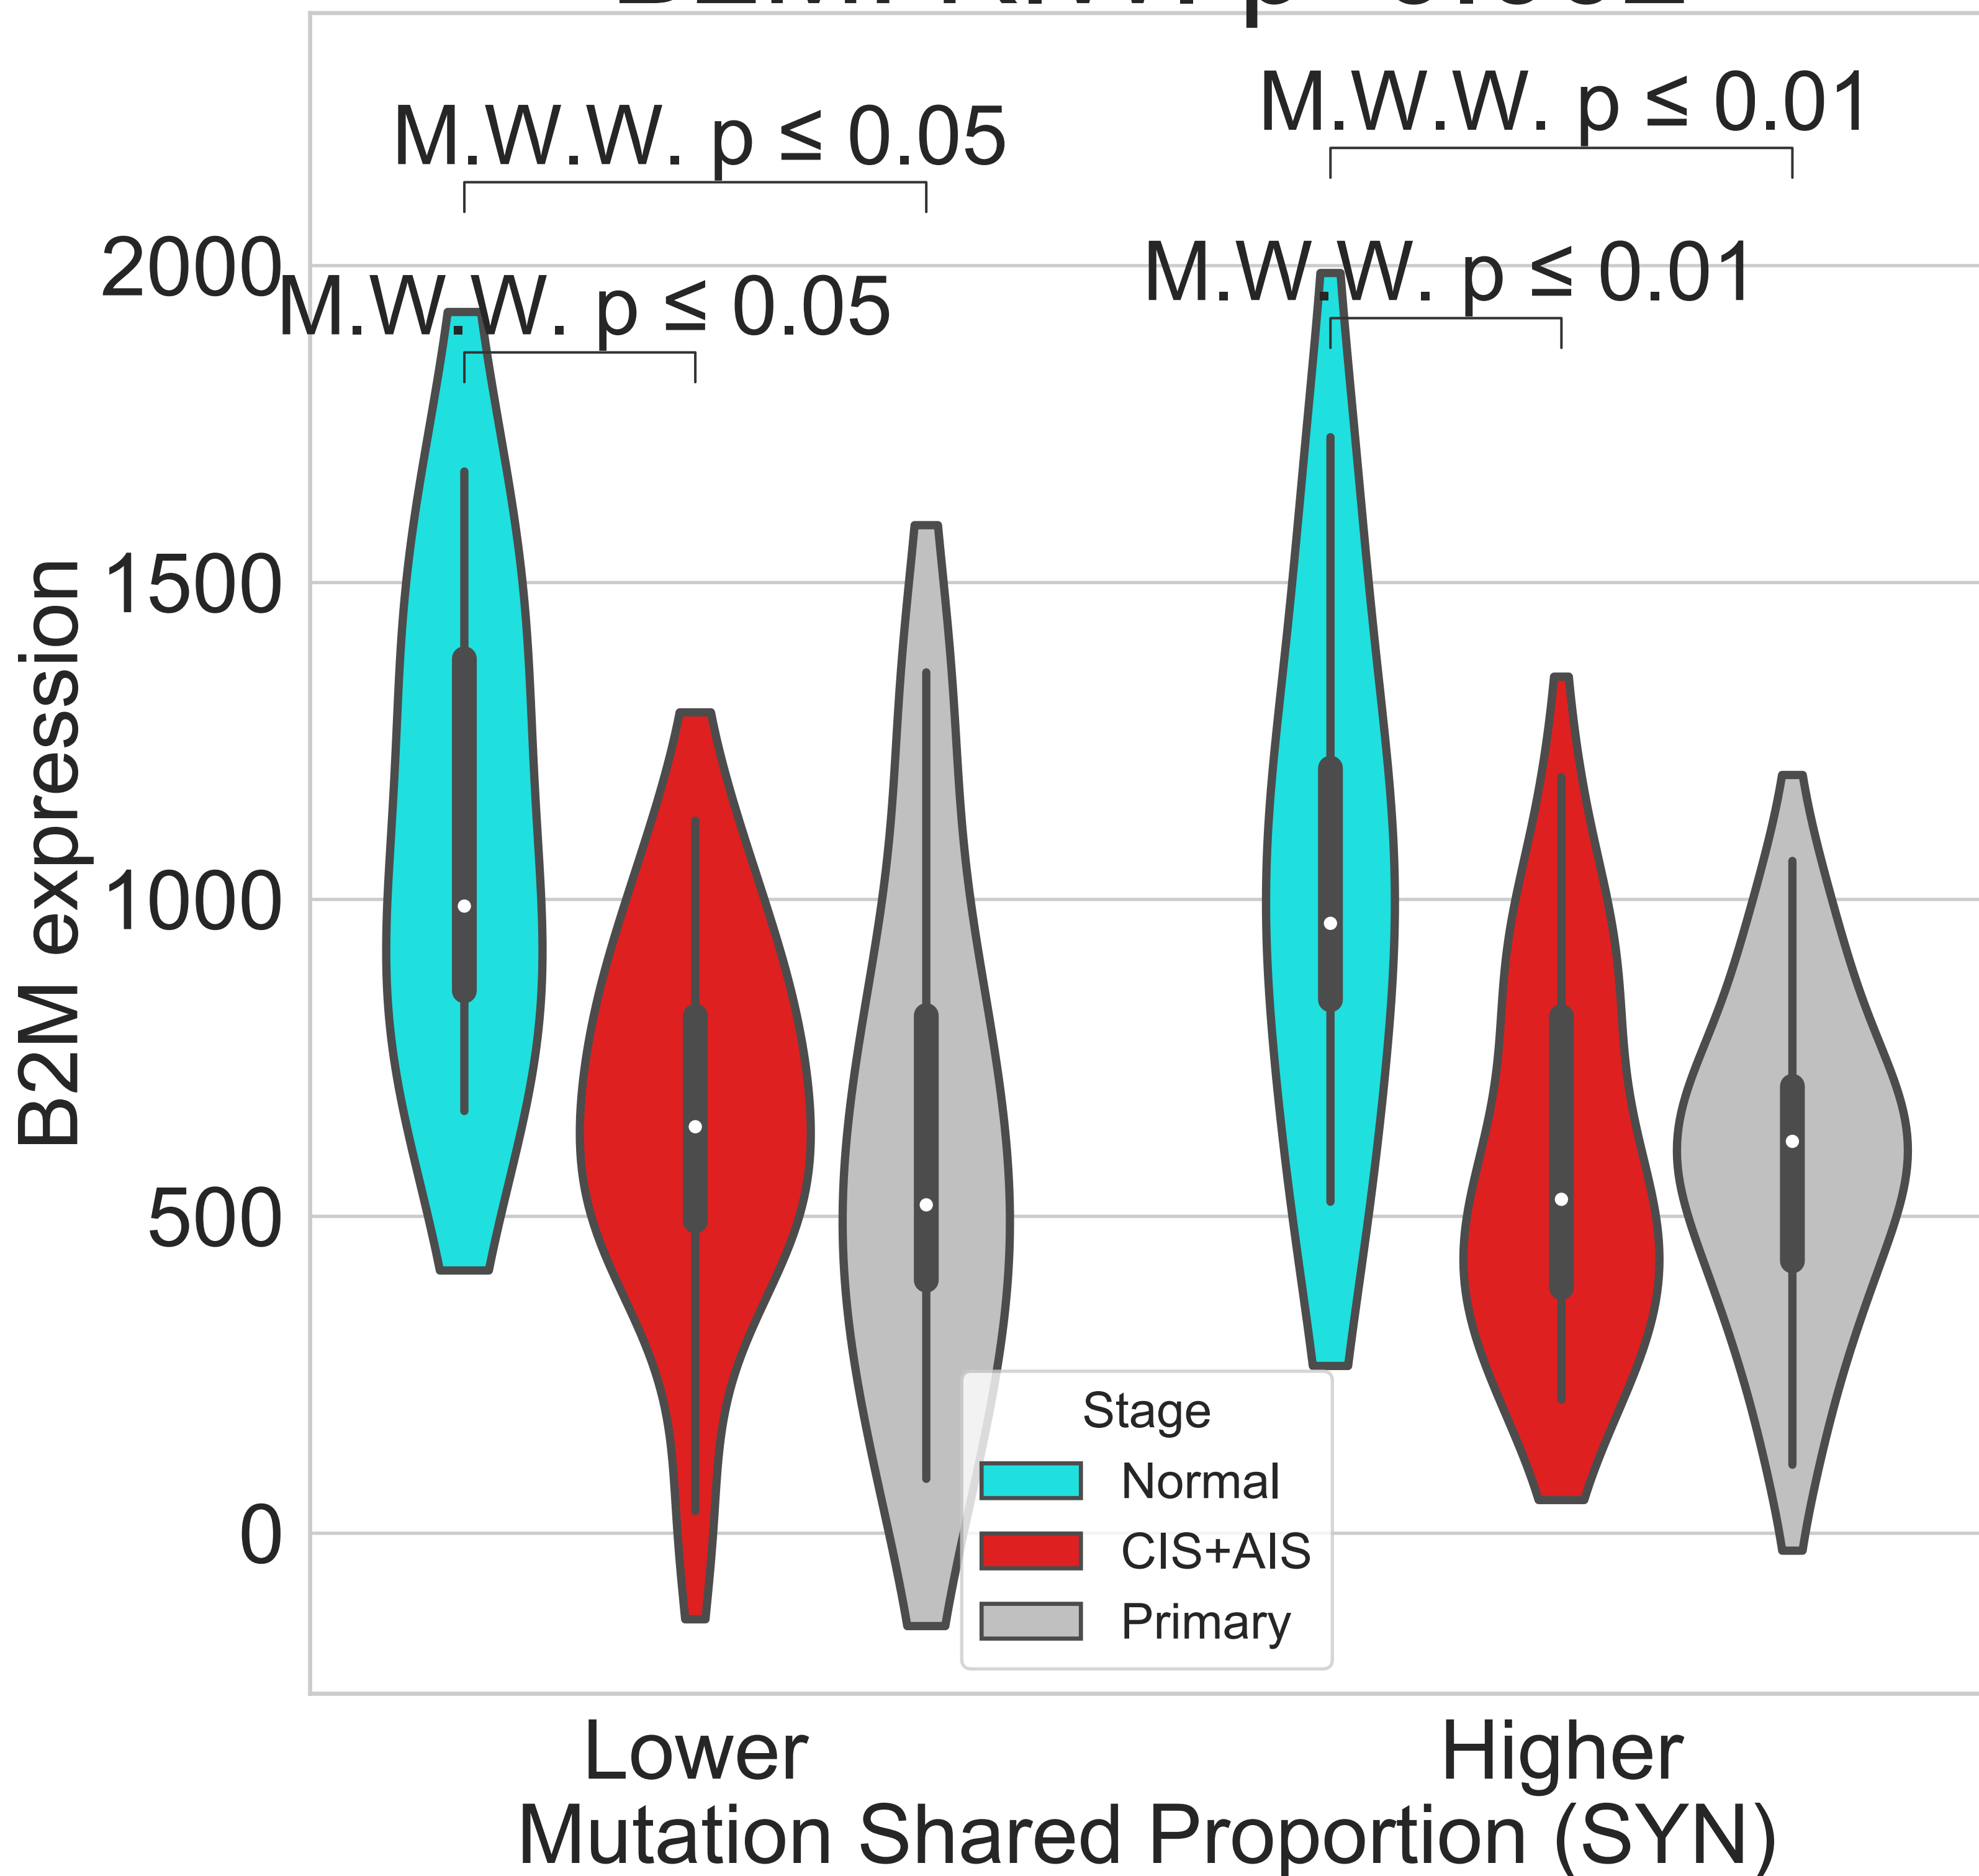 M.W.W. p ≤ 0.01
M.W.W. p ≤ 0.05
M.W.W. p ≤ 0.01
M.W.W. p ≤ 0.05
2000
1500
1000
500
0
B2M expression
Stage
Normal
CIS+AIS
Primary
Lower
Higher
Mutation Shared Proportion (SYN)